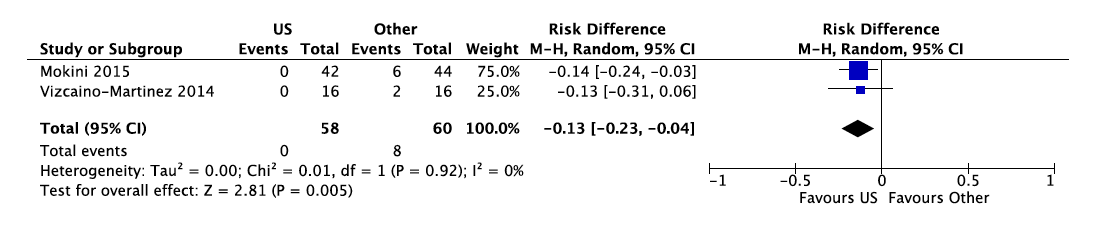 US Other Risk Difference Risk Difference
Study or Subgroup Events Total Events Total Weight M-H, Random, 95% CI M-H, Random, 95% CI
Mokini 2015 0 42 6 44 75.0% -0.14 [-0.24, -0.03]
Vizcaino-Martinez 2014 0 16 2 16 25.0% -0.13 [-0.31, 0.06]
Total (95% CI) 58 60 100.0% -0.13 [-0.23, -0.04]
Total events 0 8
Heterogeneity: Tau² = 0.00; Chi² = 0.01, df = 1 (P = 0.92); I² = 0%
Test for overall effect: Z = 2.81 (P = 0.005)
-1 -0.5 0 0.5 1
Favours US Favours Other